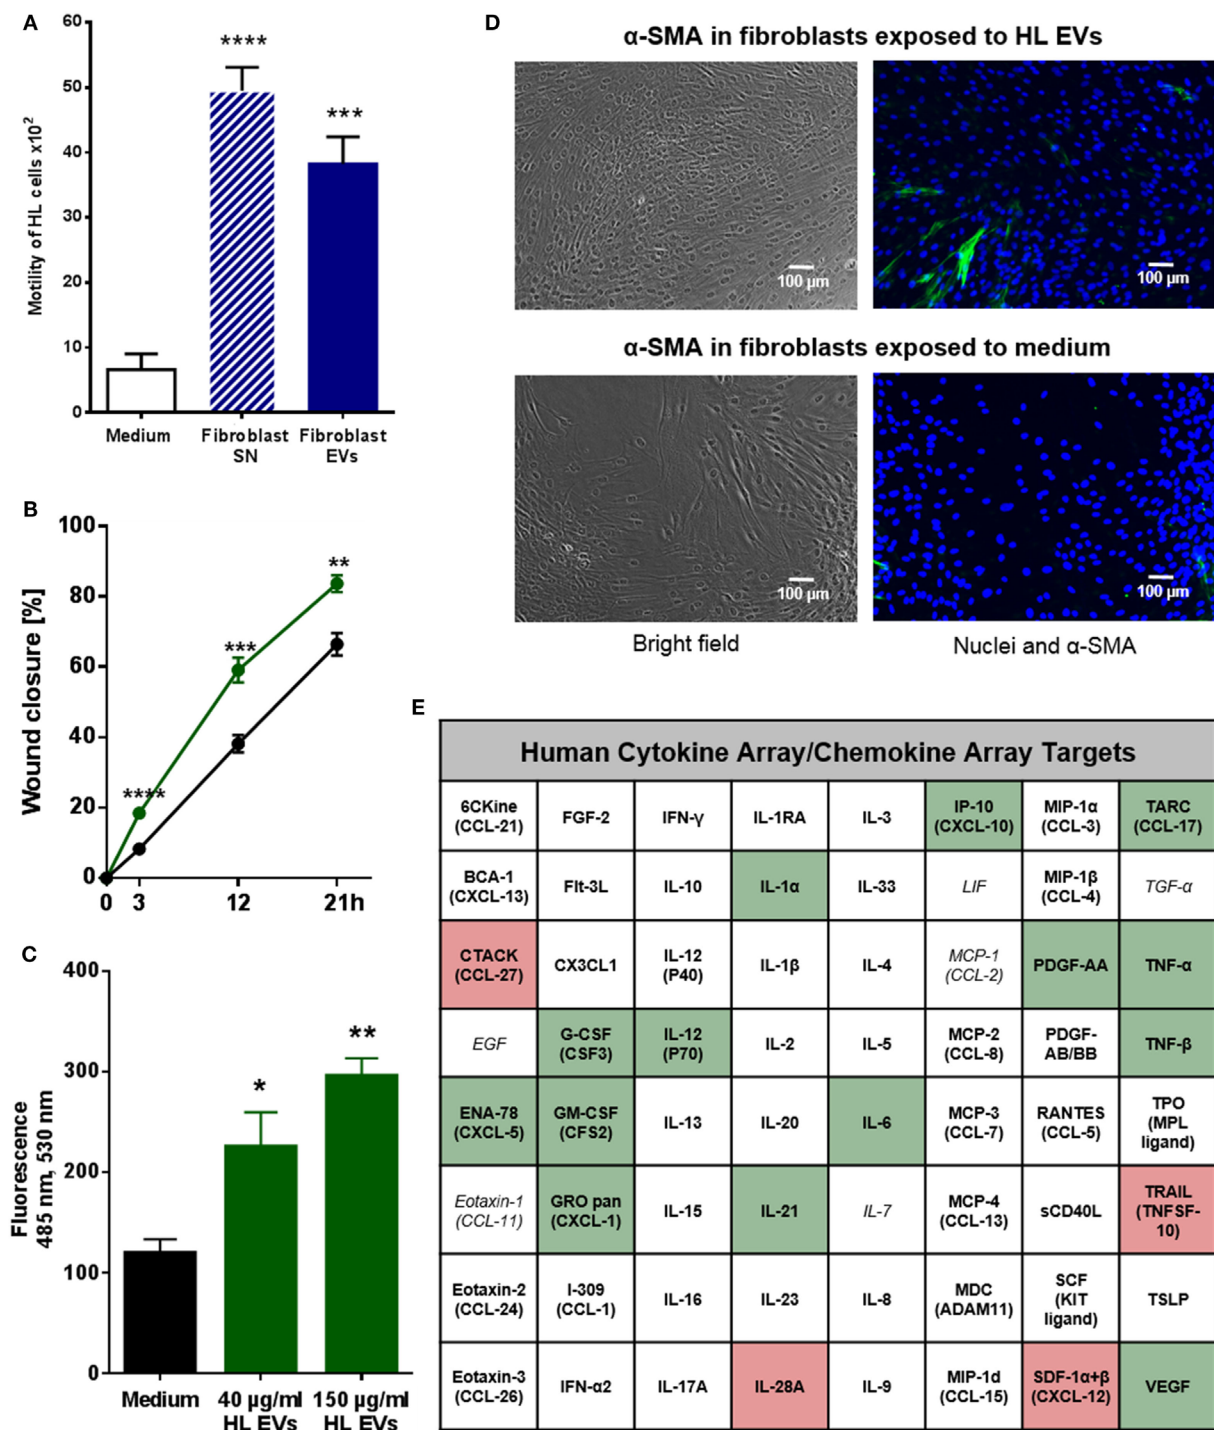 A
60
50
40
60
20
10
0
Motility of HL cells x10²
****
***
Medium
Fibroblast
SN
Fibroblast
EVs
B
100
80
60
40
20
0
Wound closure [%]
****
***
**
0
3
12
21h
C
400
300
200
100
0
Fluorescence
485 nm, 530 nm
*
**
Medium
40 µg/ml
HL EVs
150 µg/ml
HL EVs
D
α-SMA in fibroblasts exposed to HL EVs
100 µm
100 µm
α-SMA in fibroblasts exposed to medium
100 µm
100 µm
Bright field
Nuclei and α-SMA
E
Human Cytokine Array/Chemokine Array Targets
6CKine
(CCL-21)
FGF-2
IFN-γ
IL-1RA
IL-3
IP-10
(CXCL-10)
MIP-1α
(CCL-3)
TARC
(CCL-17)
BCA-1
(CXCL-13)
Flt-3L
IL-10
IL-1α
IL-33
LIF
MIP-1β
(CCL-4)
TGF-α
CTACK
(CCL-27)
CX3CL1
IL-12
(P40)
IL-1β
IL-4
MCP-1
(CCL-2)
PDGF-AA
TNF-α
EGF
G-CSF
(CSF3)
IL-12
(P70)
IL-2
IL-5
MCP-2
(CCL-8)
PDGF-
AB/BB
TNF-β
ENA-78
(CXCL-5)
GM-CSF
(CFS2)
IL-13
IL-20
IL-6
MCP-3
(CCL-7)
RANTES
(CCL-5)
TPO
(MPL
ligand)
Eotaxin-1
(CCL-11)
GRO pan
(CXCL-1)
IL-15
IL-21
IL-7
MCP-4
(CCL-13)
sCD40L
TRAIL
(TNFSF-
10)
Eotaxin-2
(CCL-24)
I-309
(CCL-1)
IL-16
IL-23
IL-8
MDC
(ADAM11)
SCF
(KIT
ligand)
TSLP
Eotaxin-3
(CCL-26)
IFN-α2
IL-17A
IL-28A
IL-9
MIP-1d
(CCL-15)
SDF-1α+β
(CXCL-12)
VEGF